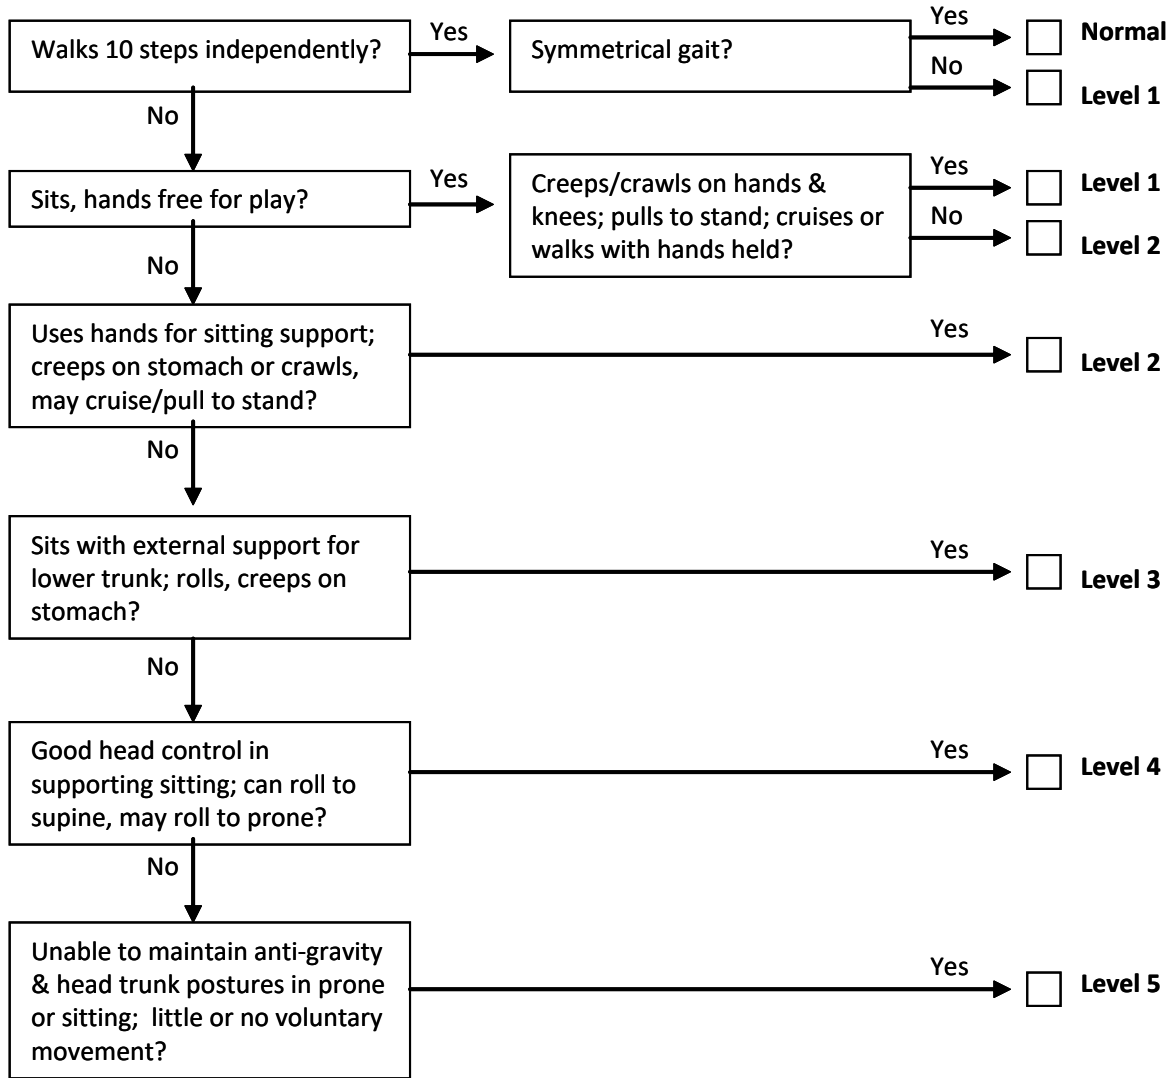 Walks 10 steps independently?
Yes
Symmetrical gait?
Yes
Normal
No
Level 1
No
Sits, hands free for play?
Yes
Creeps/crawls on hands &
knees; pulls to stand; cruises or
walks with hands held?
Yes
Level 1
No
Level 2
No
Uses hands for sitting support;
creeps on stomach or crawls,
may cruise/pull to stand?
Yes
Level 2
No
Sits with external support for
lower trunk; rolls, creeps on
stomach?
Yes
Level 3
No
Good head control in
supporting sitting; can roll to
supine, may roll to prone?
Yes
Level 4
No
Unable to maintain anti-gravity
& head trunk postures in prone
or sitting;  little or no voluntary
movement?
Yes
Level 5